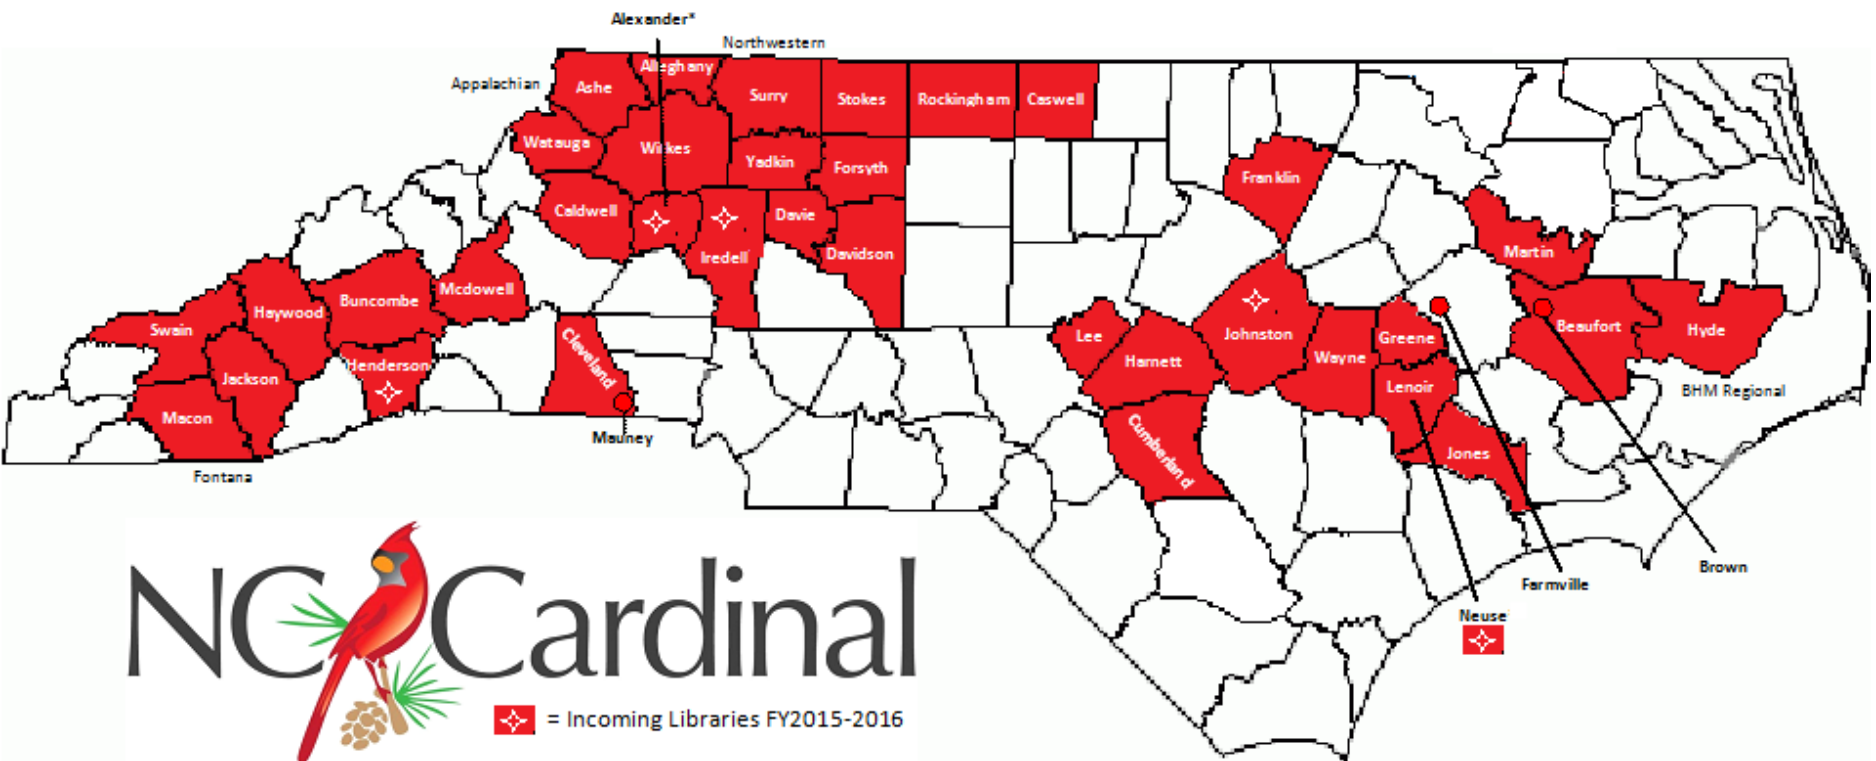 Alexander*
Northwestern
Appalachian
Ashe
Alleghany
Surry
Stokes
Rockingham
Caswell
Watauga
Wilkes
Yadkin
Forsyth
Franklin
Caldwell
Davie
Iredell
Davidson
Martin
Mcdowell
Buncombe
Haywood
Swain
Cleveland
Lee
Harnett
Johnston
Wayne
Greene
Beaufort
Hyde
Henderson
Jackson
Lenoir
BHM Regional
Macon
Mauney
Cumberland
Jones
Fontana
Brown
Farmville
Neuse
NC Cardinal
= Incoming Libraries FY2015-2016